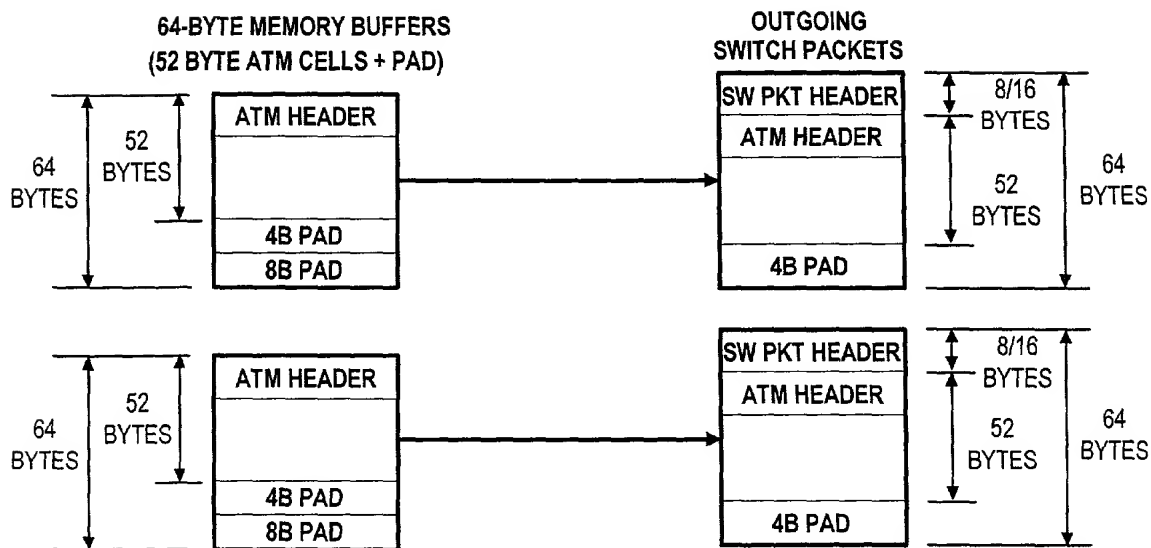 64-BYTE MEMORY BUFFERS
(52 BYTE ATM CELLS + PAD)
OUTGOING
SWITCH PACKETS
64
BYTES
52
BYTES
ATM HEADER
4B PAD
8B PAD
SW PKT HEADER
ATM HEADER
4B PAD
8/16
BYTES
52
BYTES
64
BYTES
64
BYTES
52
BYTES
ATM HEADER
4B PAD
8B PAD
SW PKT HEADER
ATM HEADER
4B PAD
8/16
BYTES
52
BYTES
64
BYTES